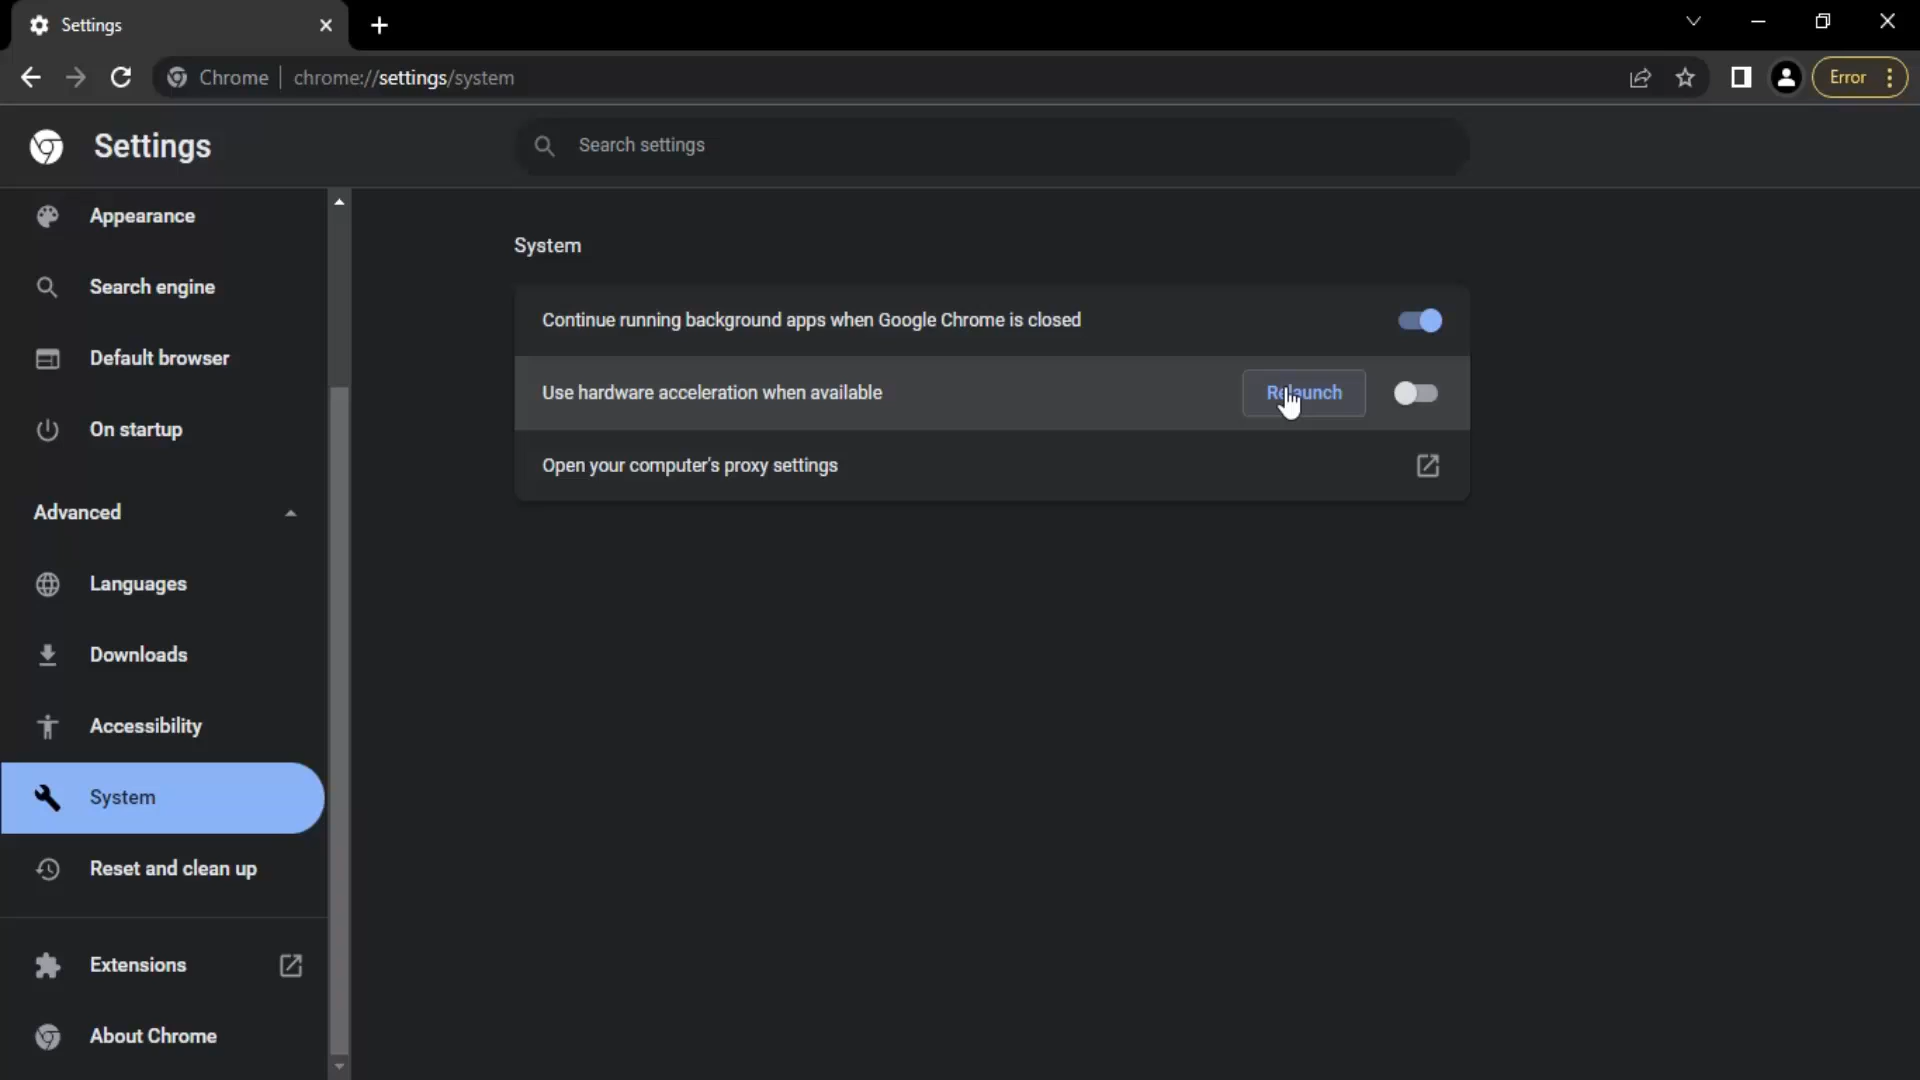 Settings
Chrome
chrome://settings/system
Error
Settings
Search settings
Appearance
Search engine
Default browser
On startup
Advanced
Languages
Downloads
Accessibility
System
Reset and clean up
Extensions
About Chrome
System
Continue running background apps when Google Chrome is closed
Use hardware acceleration when available
Relaunch
Open your computer's proxy settings